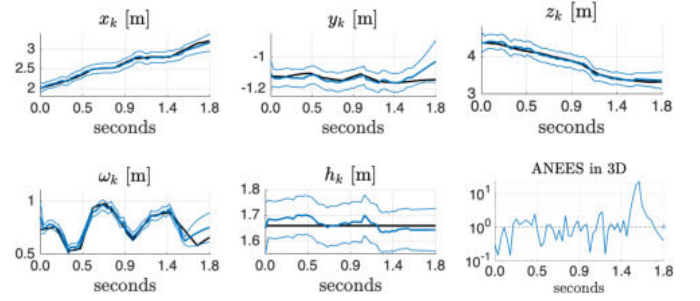 x_k [m]
3
2.5
2
0.0 0.5 0.9 1.4 1.8
seconds
y_k [m]
-1
-1.2
0.0 0.5 0.9 1.4 1.8
seconds
z_k [m]
4
3
0.0 0.5 0.9 1.4 1.8
seconds
ω_k [m]
1
0.5
0.0 0.5 0.9 1.4 1.8
seconds
h_k [m]
1.8
1.7
1.6
0.0 0.5 0.9 1.4 1.8
seconds
ANEES in 3D
10^1
10^0
10^-1
0.0 0.5 0.9 1.4 1.8
seconds